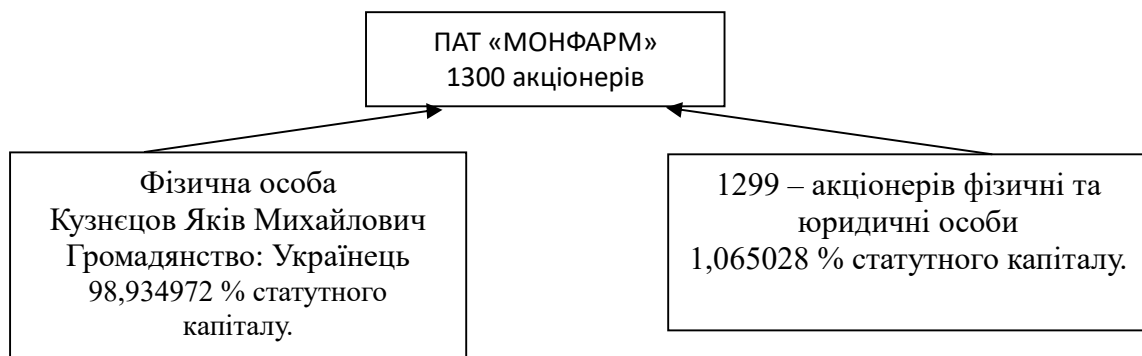 ПАТ «МОНФАРМ»
1300 акціонерів
Фізична особа
Кузнєцов Яків Михайлович
Громадянство: Українець
98,934972 % статутного
капіталу.
1299 – акціонерів фізичні та
юридичні особи
1,065028 % статутного капіталу.